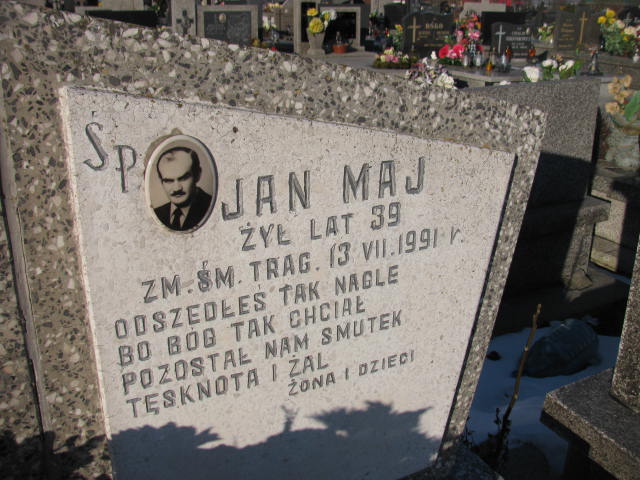 Śp
JAN MAJ
ŻYŁ LAT 39
ZM. ŚM. TRAG. 13 VII. 1991 r.
ODSZEDŁEŚ TAK NAGLE
BO BÓG TAK CHCIAŁ
POZOSTAŁ NAM SMUTEK
TĘSKNOTA I ŻAL
ŻONA I DZIECI